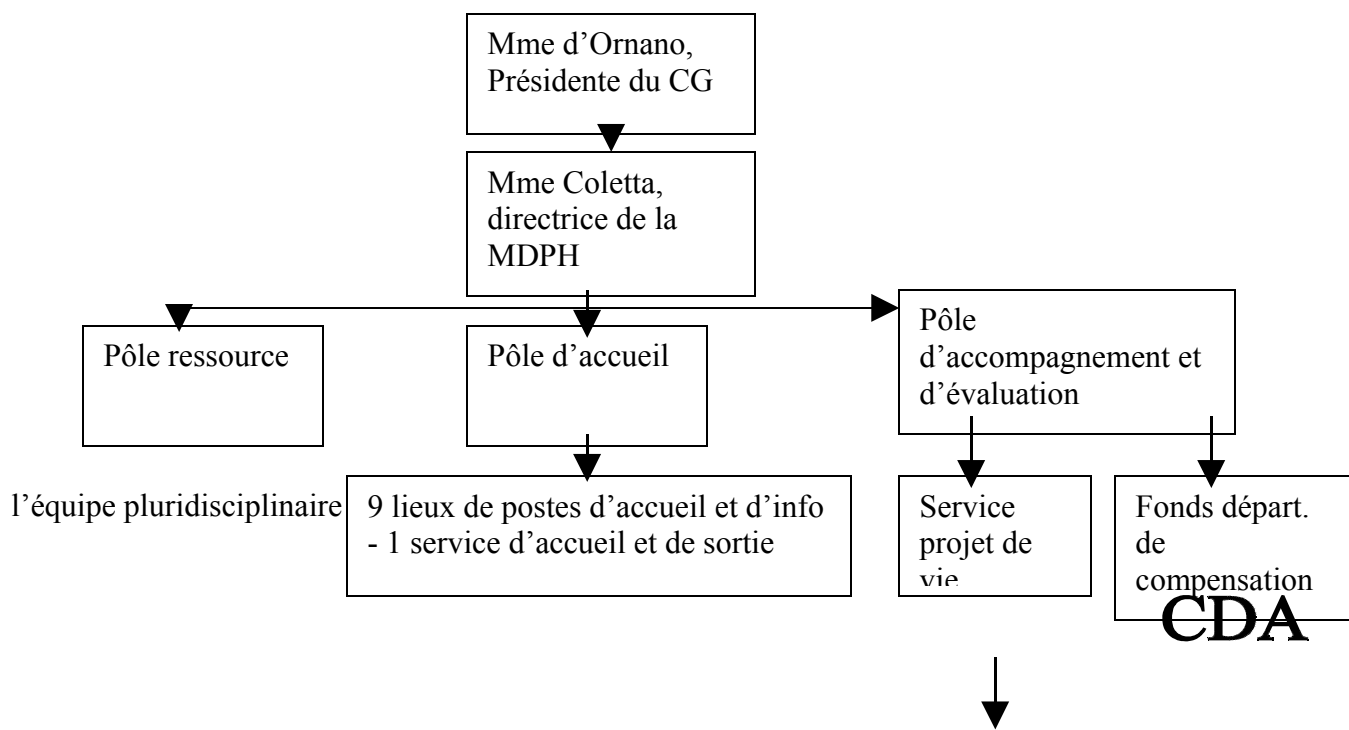 Mme d’Ornano,
Présidente du CG
Mme Coletta,
directrice de la
MDPH
Pôle ressource
Pôle d’accueil
Pôle
d’accompagnement et
d’évaluation
l’équipe pluridisciplinaire
9 lieux de postes d’accueil et d’info
- 1 service d’accueil et de sortie
Service
projet de
vie
Fonds départ.
de
compensation
CDA